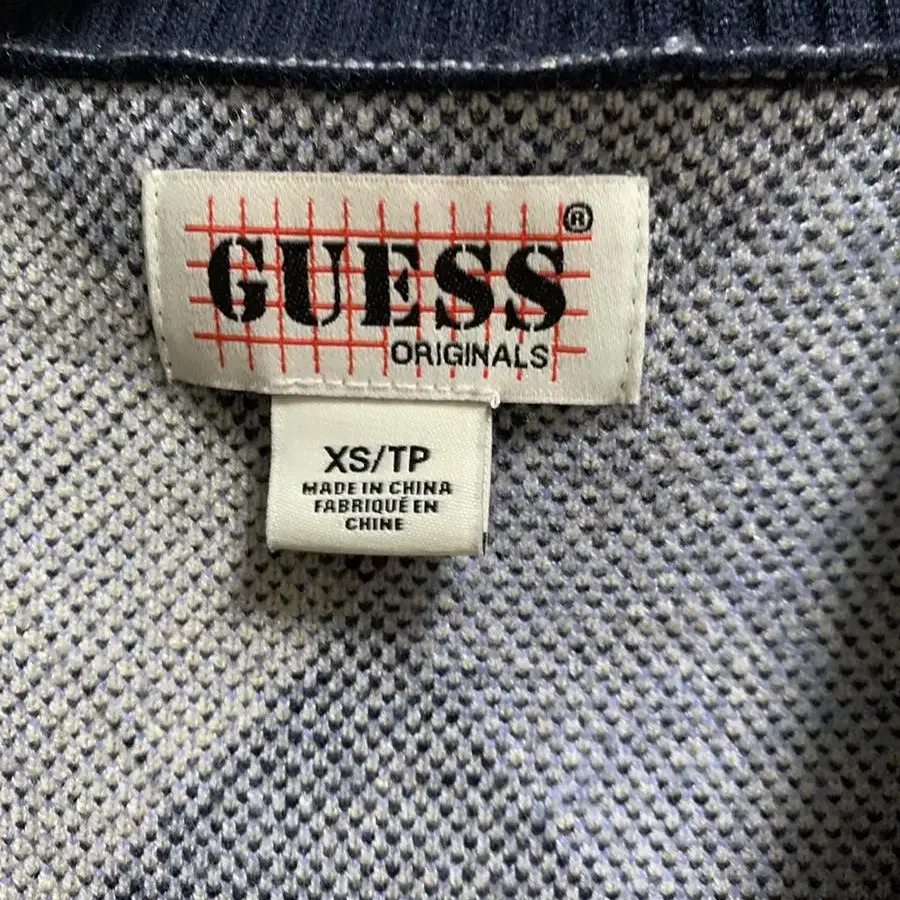 GUESS®
ORIGINALS
XS/TP
MADE IN CHINA
FABRIQUÉ EN
CHINE